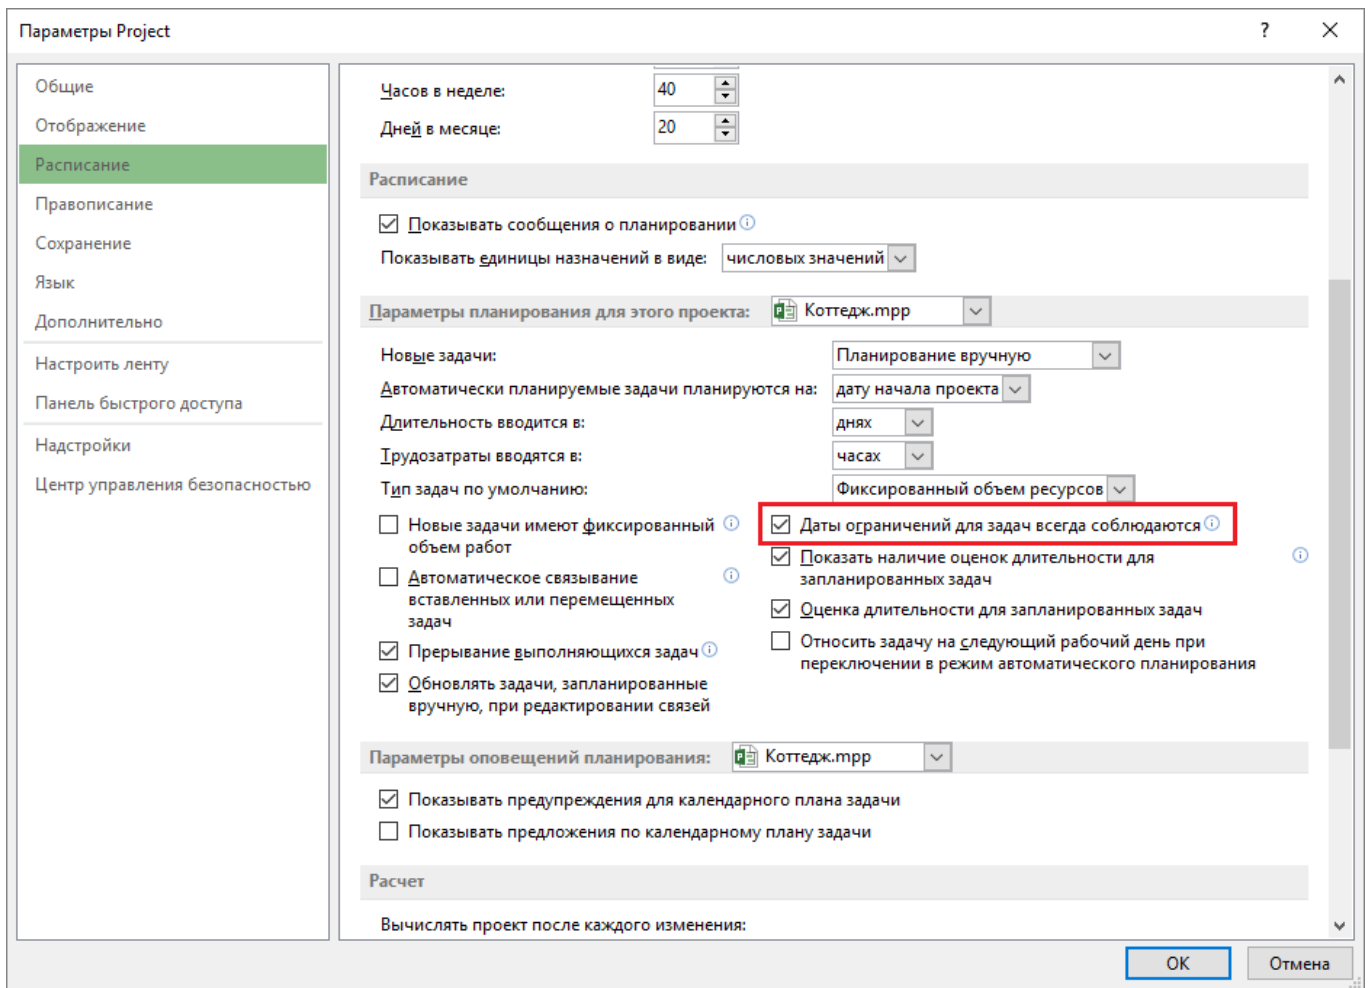 Параметры Project
?
Общие
Отображение
Расписание
Правописание
Сохранение
Язык
Дополнительно
Настроить ленту
Панель быстрого доступа
Надстройки
Центр управления безопасностью
Часов в неделе: 40
Дней в месяце: 20
Расписание
Показывать сообщения о планировании
Показывать единицы назначений в виде: числовых значений
Параметры планирования для этого проекта: Коттедж.mpp
Новые задачи: Планирование вручную
Автоматически планируемые задачи планируются на: дату начала проекта
Длительность вводится в: днях
Трудозатраты вводятся в: часах
Тип задач по умолчанию: Фиксированный объем ресурсов
Новые задачи имеют фиксированный
объем работ
Автоматическое связывание
вставленных или перемещенных
задач
Прерывание выполняющихся задач
Обновлять задачи, запланированные
вручную, при редактировании связей
Даты ограничений для задач всегда соблюдаются
Показать наличие оценок длительности для
запланированных задач
Оценка длительности для запланированных задач
Относить задачу на следующий рабочий день при
переключении в режим автоматического планирования
Параметры оповещений планирования: Коттедж.mpp
Показывать предупреждения для календарного плана задачи
Показывать предложения по календарному плану задачи
Расчет
Вычислять проект после каждого изменения:
ОК
Отмена